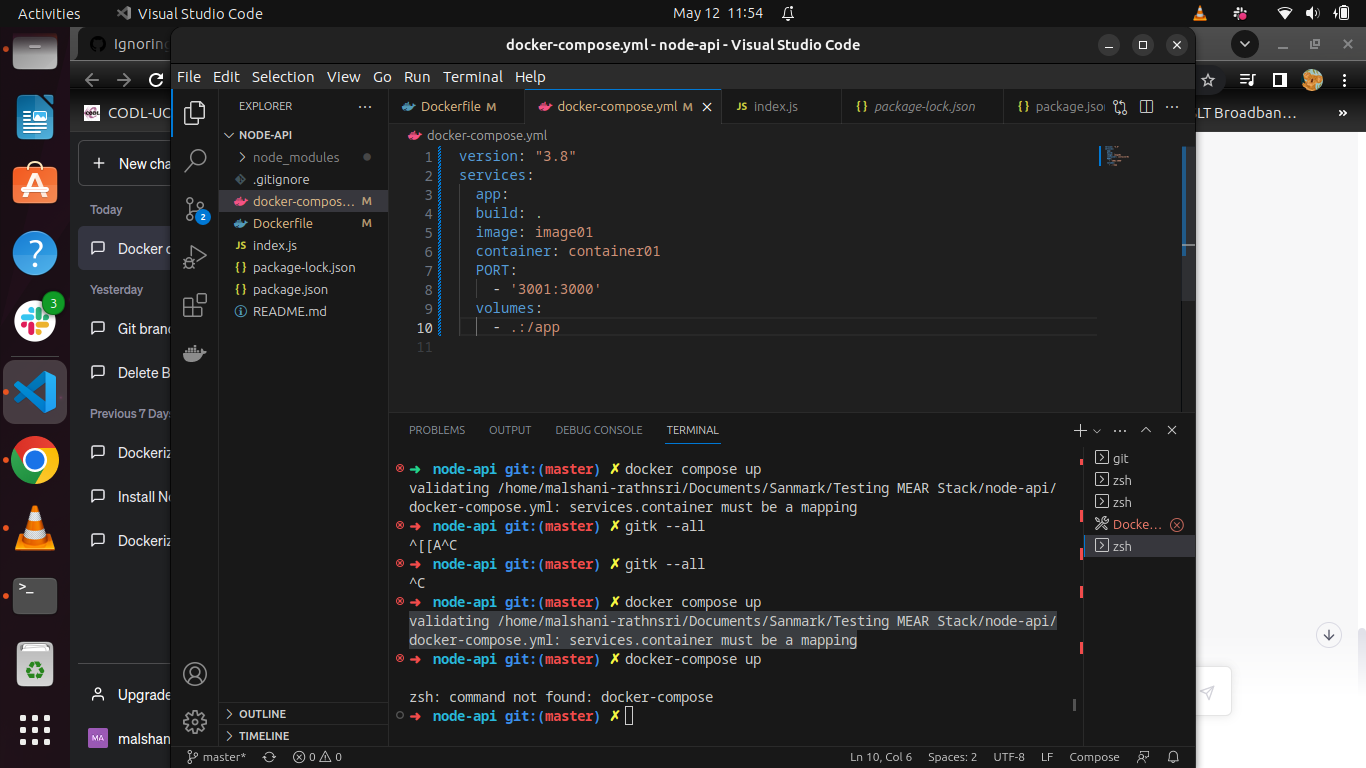 Activities
Visual Studio Code
May 12 11:54
Ignoring
docker-compose.yml - node-api - Visual Studio Code
File Edit Selection View Go Run Terminal Help
CODL-UC
LT Broadban...
»
New cha
Today
Docker c
Yesterday
Git bran
Delete B
Previous 7 Days
Dockeriz
Install No
Dockeriz
Upgrade
MA
malshan
3
EXPLORER
NODE-API
node_modules
.gitignore
docker-compos... M
Dockerfile M
JS index.js
{} package-lock.json
{} package.json
README.md
2
OUTLINE
TIMELINE
Dockerfile M
docker-compose.yml M
JS index.js
{} package-lock.json
{} package.jso
docker-compose.yml
1 version: "3.8"
2 services:
3 app:
4 build: .
5 image: image01
6 container: container01
7 PORT:
8 - '3001:3000'
9 volumes:
10 - .:/app
11
PROBLEMS OUTPUT DEBUG CONSOLE TERMINAL
➜ node-api git:(master) ✗ docker compose up
validating /home/malshani-rathnsri/Documents/Sanmark/Testing MEAR Stack/node-api/
docker-compose.yml: services.container must be a mapping
➜ node-api git:(master) ✗ gitk --all
^[[A^C
➜ node-api git:(master) ✗ gitk --all
^C
➜ node-api git:(master) ✗ docker compose up
validating /home/malshani-rathnsri/Documents/Sanmark/Testing MEAR Stack/node-api/
docker-compose.yml: services.container must be a mapping
➜ node-api git:(master) ✗ docker-compose up
zsh: command not found: docker-compose
➜ node-api git:(master) ✗
git
zsh
zsh
Docke...
zsh
master* 0 0 Ln 10, Col 6 Spaces: 2 UTF-8 LF Compose